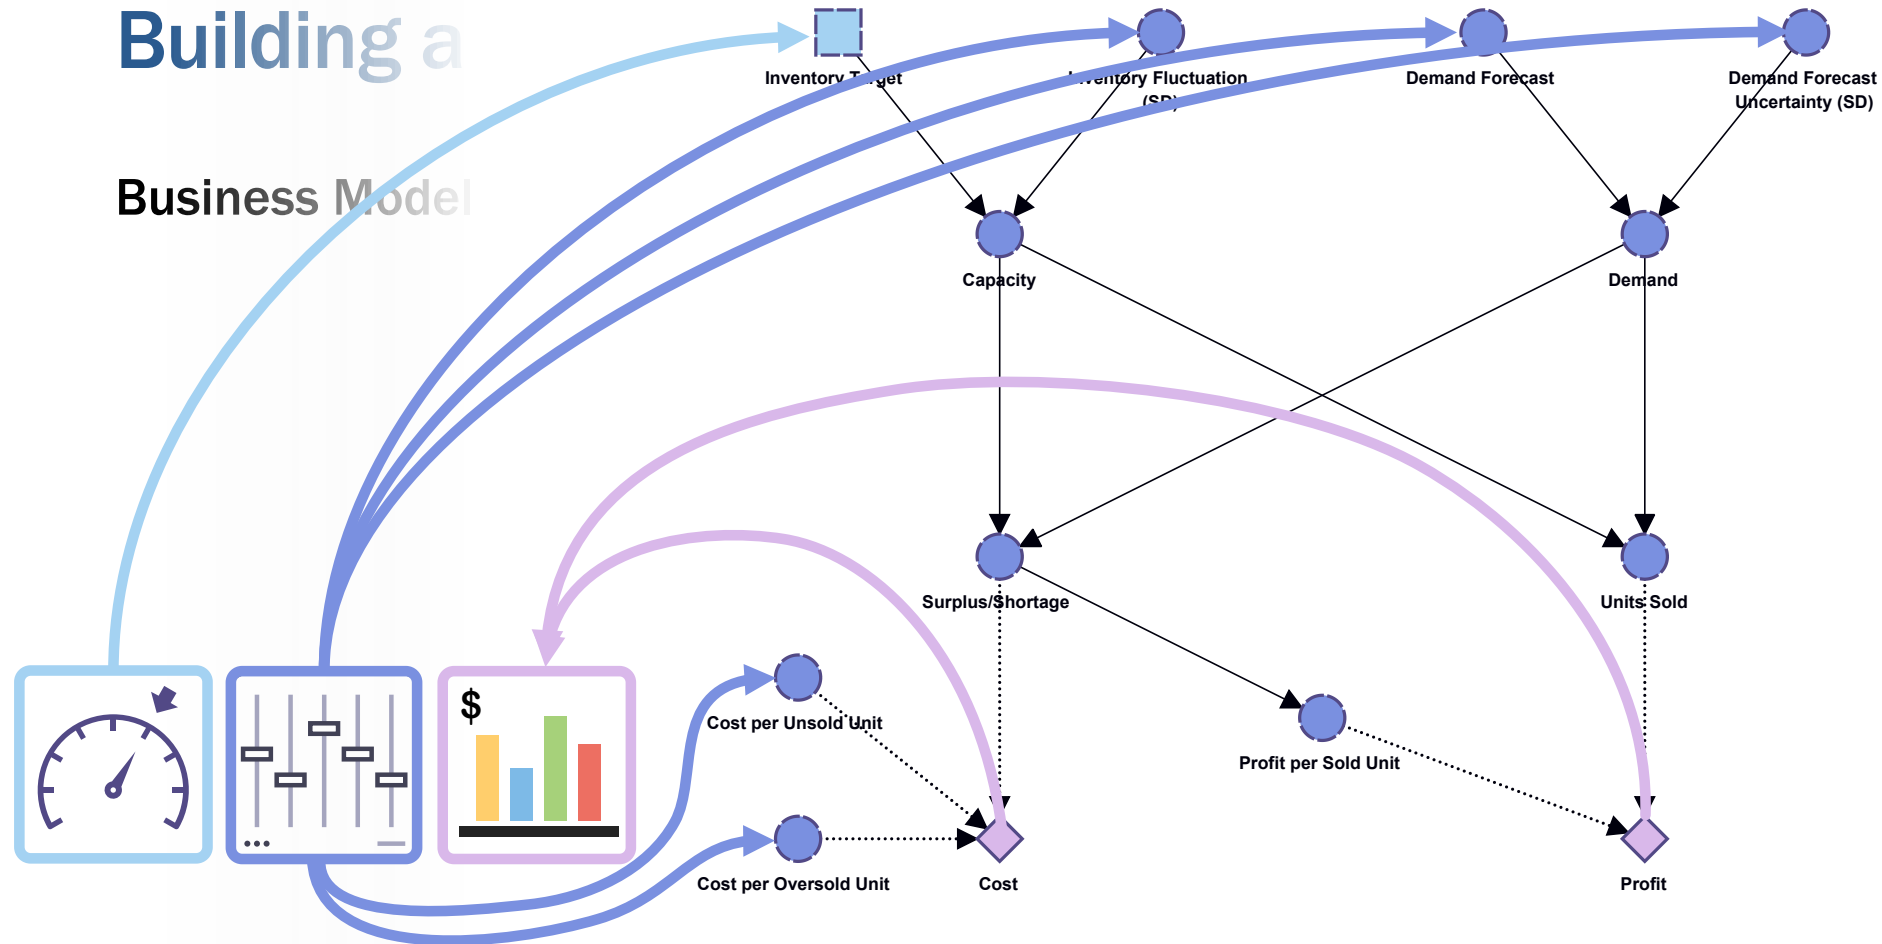 Building a
Business Model
Inventory Target
Inventory Fluctuation
(SD)
Demand Forecast
Demand Forecast
Uncertainty (SD)
Capacity
Demand
Surplus/Shortage
Units Sold
$
Cost per Unsold Unit
Profit per Sold Unit
Cost per Oversold Unit
Cost
Profit